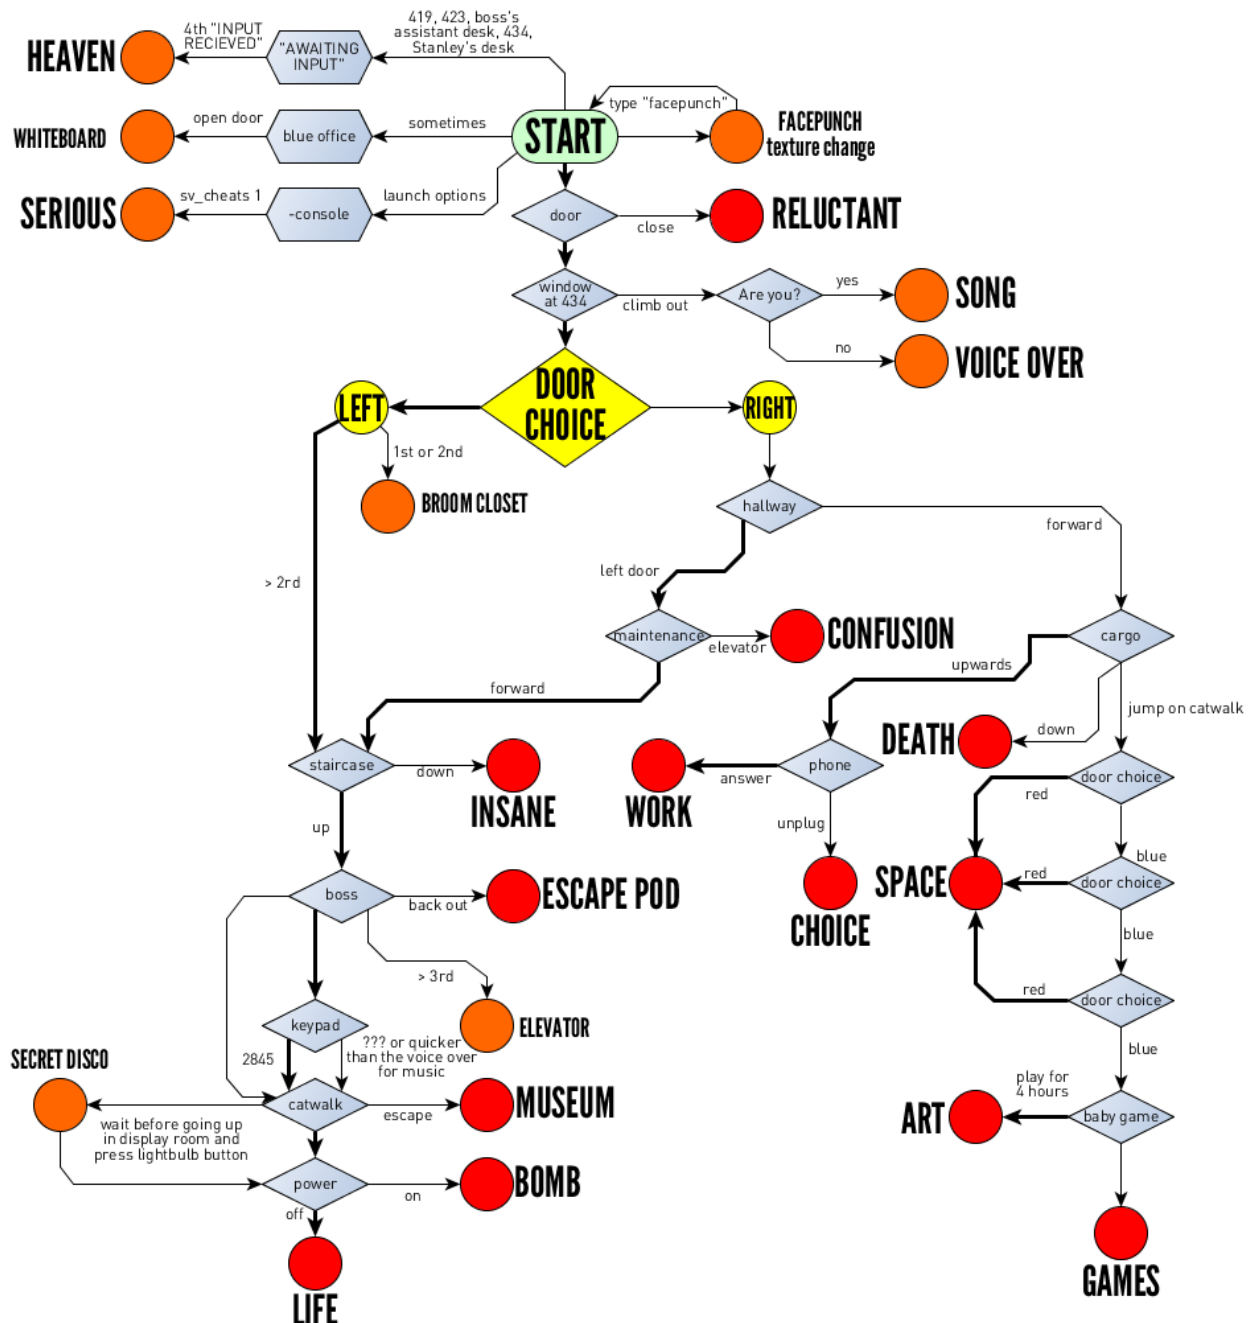 419, 423, boss's
assistant desk, 434,
Stanley's desk
4th "INPUT
RECIEVED"
HEAVEN
"AWAITING
INPUT"
type "facepunch"
WHITEBOARD
open door
blue office
sometimes
START
FACEPUNCH
texture change
SERIOUS
sv_cheats 1
-console
launch options
door
close
RELUCTANT
window
at 434
climb out
Are you?
yes
SONG
no
VOICE OVER
LEFT
DOOR
CHOICE
RIGHT
1st or 2nd
BROOM CLOSET
hallway
forward
> 2rd
left door
maintenance
elevator
CONFUSION
cargo
upwards
forward
jump on catwalk
down
DEATH
staircase
down
INSANE
answer
WORK
phone
door choice
red
unplug
up
blue
boss
back out
ESCAPE POD
CHOICE
SPACE
red
door choice
blue
> 3rd
red
door choice
keypad
ELEVATOR
2845
??? or quicker
than the voice over
for music
blue
SECRET DISCO
catwalk
escape
MUSEUM
play for
4 hours
ART
baby game
wait before going up
in display room and
press lightbulb button
power
on
BOMB
off
LIFE
GAMES